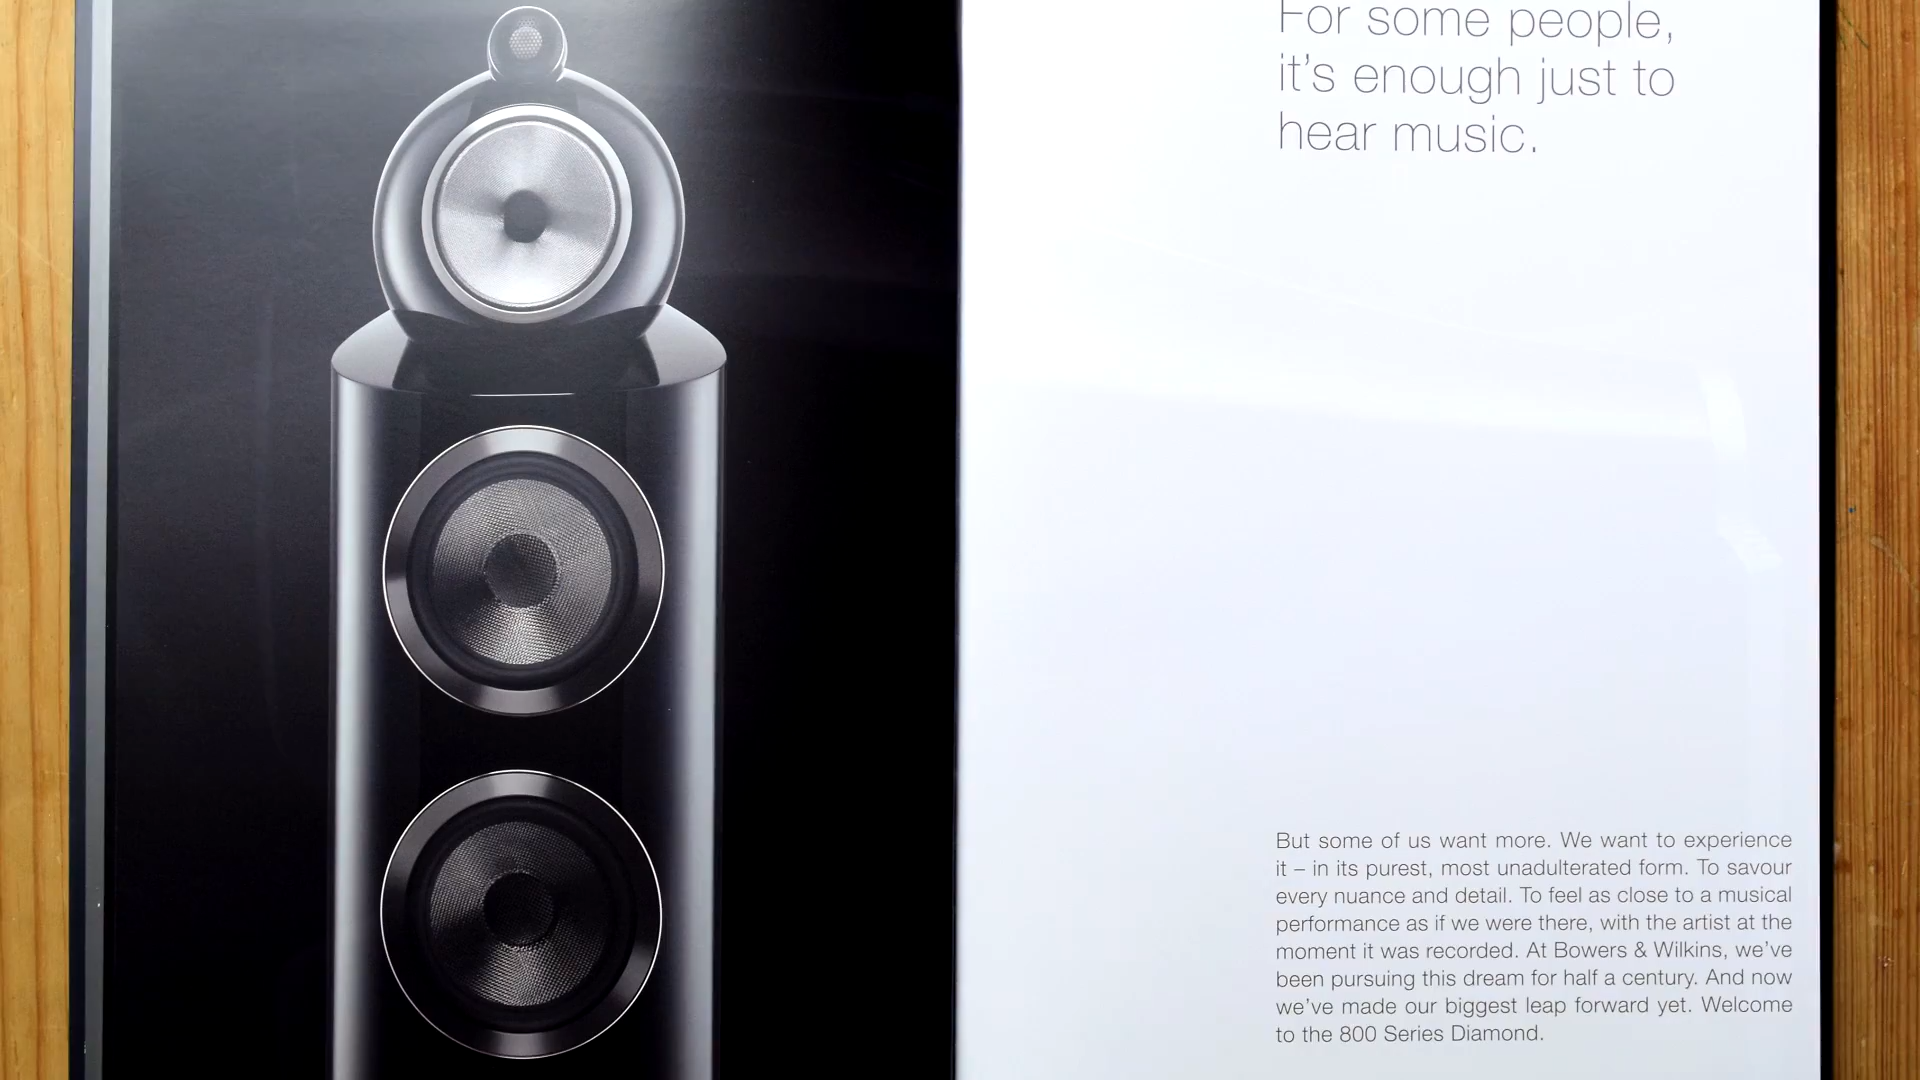 For some people,
it's enough just to
hear music.
But some of us want more. We want to experience
it – in its purest, most unadulterated form. To savour
every nuance and detail. To feel as close to a musical
performance as if we were there, with the artist at the
moment it was recorded. At Bowers & Wilkins, we've
been pursuing this dream for half a century. And now
we've made our biggest leap forward yet. Welcome
to the 800 Series Diamond.